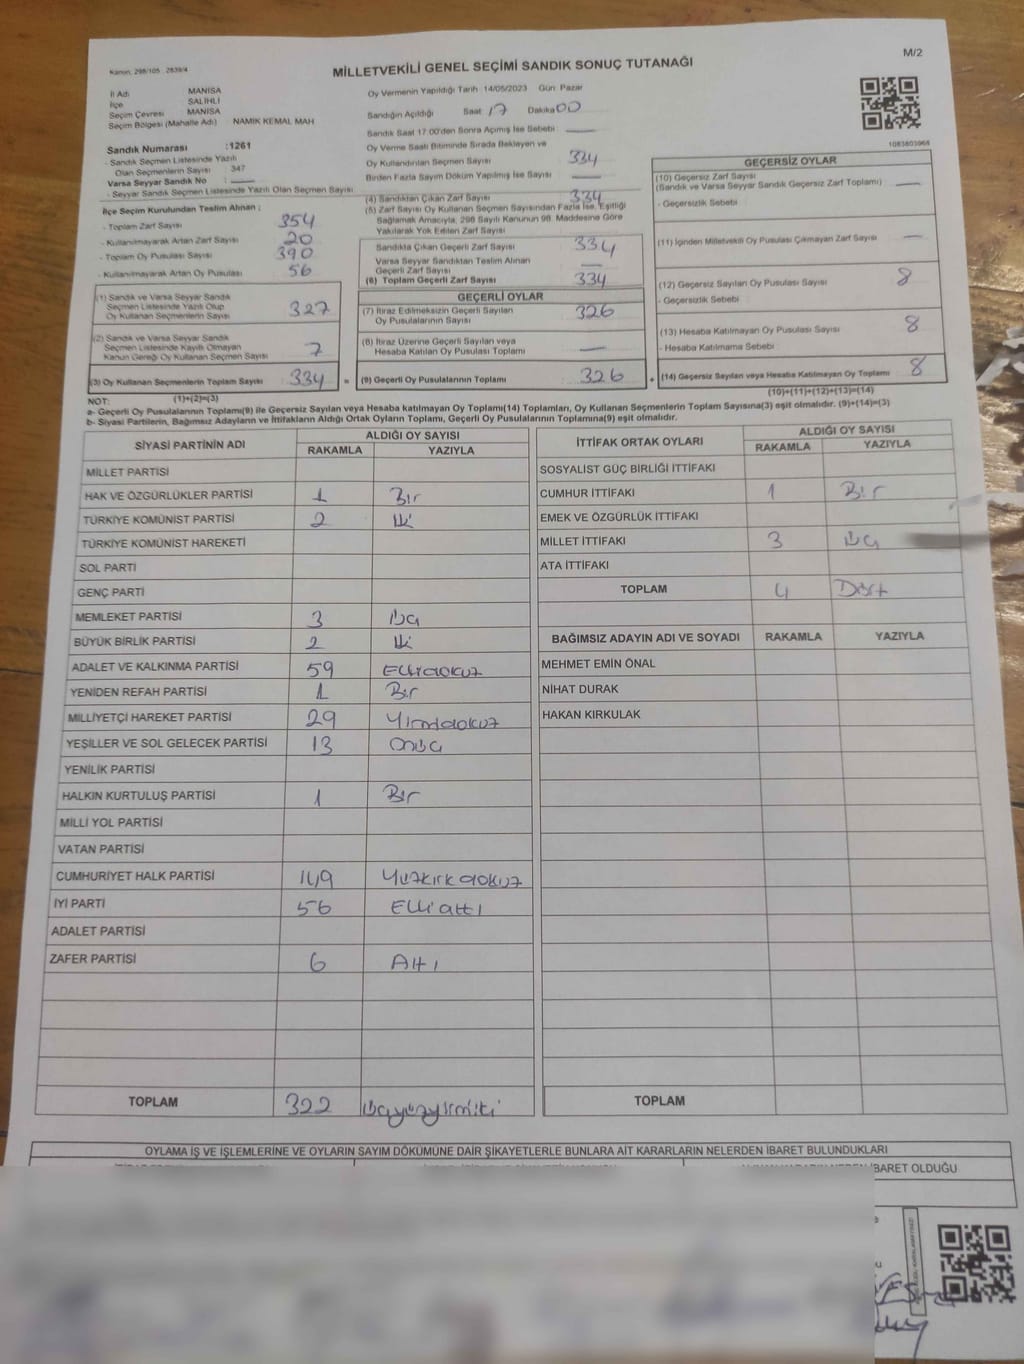 Kanun, 298/105 . 2839/4
M/2
MİLLETVEKİLİ GENEL SEÇİMİ SANDIK SONUÇ TUTANAĞI
İl Adı MANİSA
İlçe SALİHLİ
Seçim Çevresi MANİSA
Seçim Bölgesi (Mahalle Adı) NAMIK KEMAL MAH
Sandık Numarası :1261
- Sandık Seçmen Listesinde Yazılı
Olan Seçmenlerin Sayısı : 347
Varsa Seyyar Sandık No :
- Seyyar Sandık Seçmen Listesinde Yazılı Olan Seçmen Sayısı
İlçe Seçim Kurulundan Teslim Alınan ;
- Toplam Zarf Sayısı 354
- Kullanılmayarak Artan Zarf Sayısı 20
- Toplam Oy Pusulası Sayısı 390
- Kullanılmayarak Artan Oy Pusulası 56
(1) Sandık ve Varsa Seyyar Sandık
Seçmen Listesinde Yazılı Olup
Oy Kullanan Seçmenlerin Sayısı 327
(2) Sandık ve Varsa Seyyar Sandık
Seçmen Listesinde Kayıtlı Olmayan
Kanun Gereği Oy Kullanan Seçmen Sayısı 7
(3) Oy Kullanan Seçmenlerin Toplam Sayısı 334 =
Oy Vermenin Yapıldığı Tarih 14/05/2023 Gün: Pazar
Sandığın Açıldığı Saat 17 Dakika 00
Sandık Saat 17:00'den Sonra Açılmış İse Sebebi
Oy Verme Saati Bitiminde Sırada Bekleyen ve
Oy Kullandırılan Seçmen Sayısı 334
Birden Fazla Sayım Döküm Yapılmış İse Sayısı
(4) Sandıktan Çıkan Zarf Sayısı 334
(5) Zarf Sayısı Oy Kullanan Seçmen Sayısından Fazla İse, Eşitliği
Sağlamak Amacıyla, 298 Sayılı Kanunun 98. Maddesine Göre
Yakılarak Yok Edilen Zarf Sayısı
Sandıkta Çıkan Geçerli Zarf Sayısı 334
Varsa Seyyar Sandıktan Teslim Alınan
Geçerli Zarf Sayısı
(6) Toplam Geçerli Zarf Sayısı 334
GEÇERLİ OYLAR
(7) İtiraz Edilmeksizin Geçerli Sayılan
Oy Pusulalarının Sayısı 326
(8) İtiraz Üzerine Geçerli Sayılan veya
Hesaba Katılan Oy Pusulası Toplamı
(9) Geçerli Oy Pusulalarının Toplamı 326 +
1083803968
GEÇERSİZ OYLAR
(10) Geçersiz Zarf Sayısı
(Sandık ve Varsa Seyyar Sandık Geçersiz Zarf Toplamı)
- Geçersizlik Sebebi
(11) İçinden Milletvekili Oy Pusulası Çıkmayan Zarf Sayısı
(12) Geçersiz Sayılan Oy Pusulası Sayısı 8
- Geçersizlik Sebebi
(13) Hesaba Katılmayan Oy Pusulası Sayısı 8
- Hesaba Katılmama Sebebi
(14) Geçersiz Sayılan veya Hesaba Katılmayan Oy Toplamı 8
NOT: (1)+(2)=(3) (10)+(11)+(12)+(13)=(14)
a- Geçerli Oy Pusulalarının Toplamı(9) ile Geçersiz Sayılan veya Hesaba katılmayan Oy Toplamı(14) Toplamları, Oy Kullanan Seçmenlerin Toplam Sayısına(3) eşit olmalıdır. (9)+(14)=(3)
b- Siyasi Partilerin, Bağımsız Adayların ve İttifakların Aldığı Ortak Oyların Toplamı, Geçerli Oy Pusulalarının Toplamına(9) eşit olmalıdır.
SİYASİ PARTİNİN ADI ALDIĞI OY SAYISI
RAKAMLA YAZIYLA
MİLLET PARTİSİ
HAK VE ÖZGÜRLÜKLER PARTİSİ 1 Bir
TÜRKİYE KOMÜNİST PARTİSİ 2 İki
TÜRKİYE KOMÜNİST HAREKETİ
SOL PARTİ
GENÇ PARTİ
MEMLEKET PARTİSİ 3 Üç
BÜYÜK BİRLİK PARTİSİ 2 İki
ADALET VE KALKINMA PARTİSİ 59 Ellidokuz
YENİDEN REFAH PARTİSİ 1 Bir
MİLLİYETÇİ HAREKET PARTİSİ 29 Yirmidokuz
YEŞİLLER VE SOL GELECEK PARTİSİ 13 Onüç
YENİLİK PARTİSİ
HALKIN KURTULUŞ PARTİSİ 1 Bir
MİLLİ YOL PARTİSİ
VATAN PARTİSİ
CUMHURİYET HALK PARTİSİ 149 Yüzkırkdokuz
İYİ PARTİ 56 Elli altı
ADALET PARTİSİ
ZAFER PARTİSİ 6 Altı
TOPLAM 322 Üçyüzyirmiiki
İTTİFAK ORTAK OYLARI ALDIĞI OY SAYISI
RAKAMLA YAZIYLA
SOSYALİST GÜÇ BİRLİĞİ İTTİFAKI
CUMHUR İTTİFAKI 1 Bir
EMEK VE ÖZGÜRLÜK İTTİFAKI
MİLLET İTTİFAKI 3 Üç
ATA İTTİFAKI
TOPLAM 4 Dört
BAĞIMSIZ ADAYIN ADI VE SOYADI RAKAMLA YAZIYLA
MEHMET EMİN ÖNAL
NİHAT DURAK
HAKAN KIRKULAK
TOPLAM
OYLAMA İŞ VE İŞLEMLERİNE VE OYLARIN SAYIM DÖKÜMÜNE DAİR ŞİKAYETLERLE BUNLARA AİT KARARLARIN NELERDEN İBARET BULUNDUKLARI
İBARET OLDUĞU